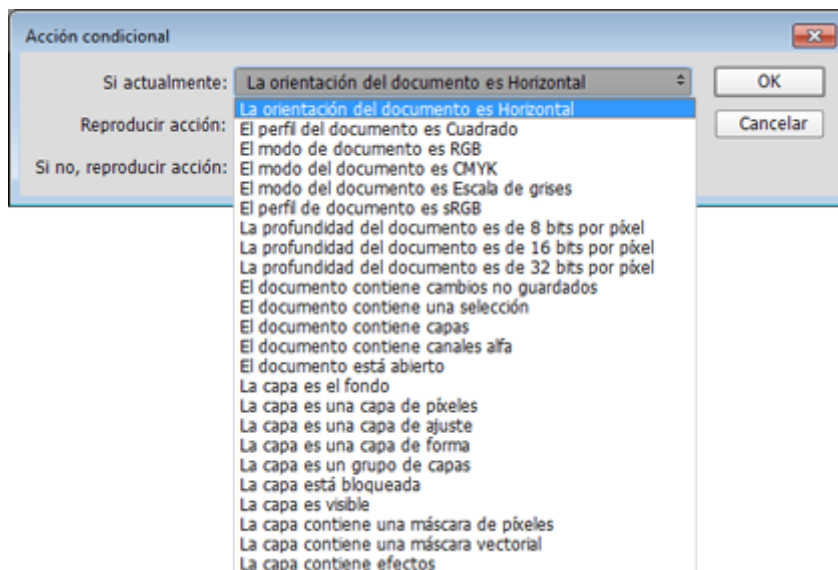 Acción condicional
Si actualmente: La orientación del documento es Horizontal OK
Reproducir acción: Cancelar
Si no, reproducir acción:
La orientación del documento es Horizontal
El perfil del documento es Cuadrado
El modo de documento es RGB
El modo del documento es CMYK
El modo del documento es Escala de grises
El perfil de documento es sRGB
La profundidad del documento es de 8 bits por píxel
La profundidad del documento es de 16 bits por píxel
La profundidad del documento es de 32 bits por píxel
El documento contiene cambios no guardados
El documento contiene una selección
El documento contiene capas
El documento contiene canales alfa
El documento está abierto
La capa es el fondo
La capa es una capa de píxeles
La capa es una capa de ajuste
La capa es una capa de forma
La capa es un grupo de capas
La capa está bloqueada
La capa es visible
La capa contiene una máscara de píxeles
La capa contiene una máscara vectorial
La capa contiene efectos